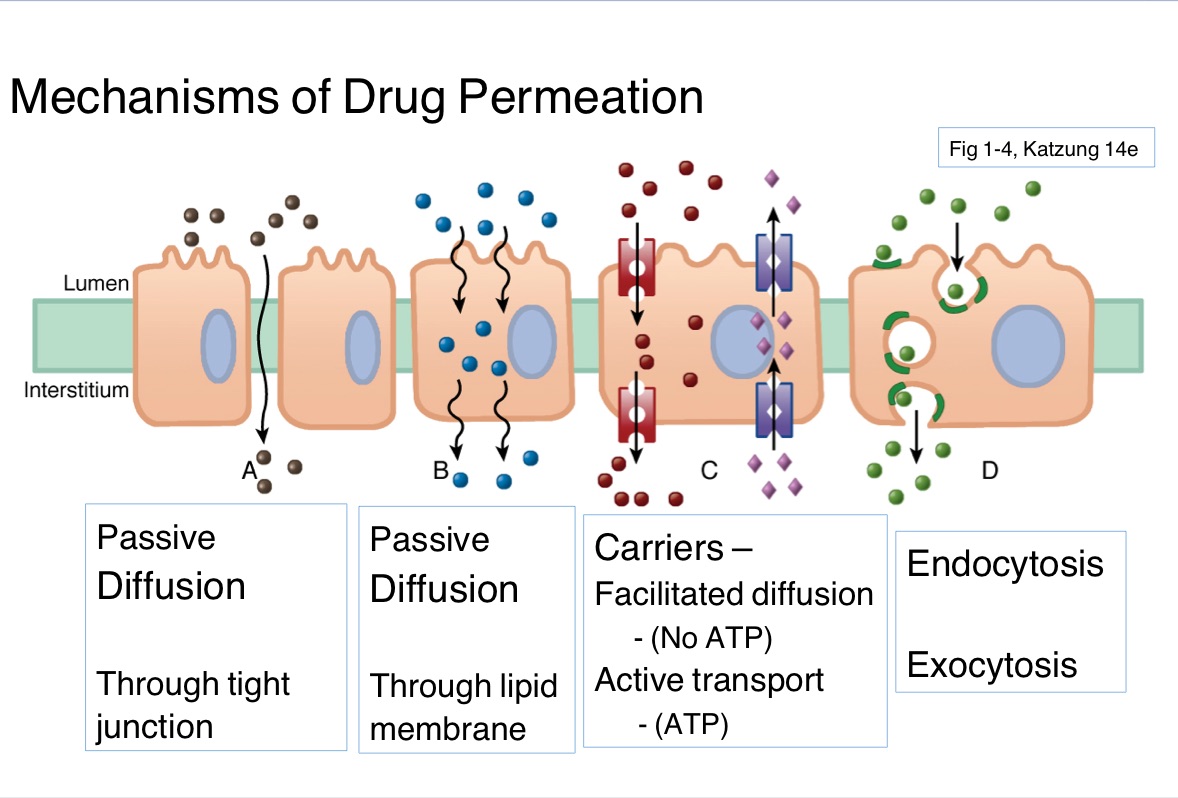 Mechanisms of Drug Permeation
Fig 1-4, Katzung 14e
Lumen
Interstitium
A
B
C
D
Passive
Diffusion
Through tight
junction
Passive
Diffusion
Through lipid
membrane
Carriers –
Facilitated diffusion
- (No ATP)
Active transport
- (ATP)
Endocytosis
Exocytosis